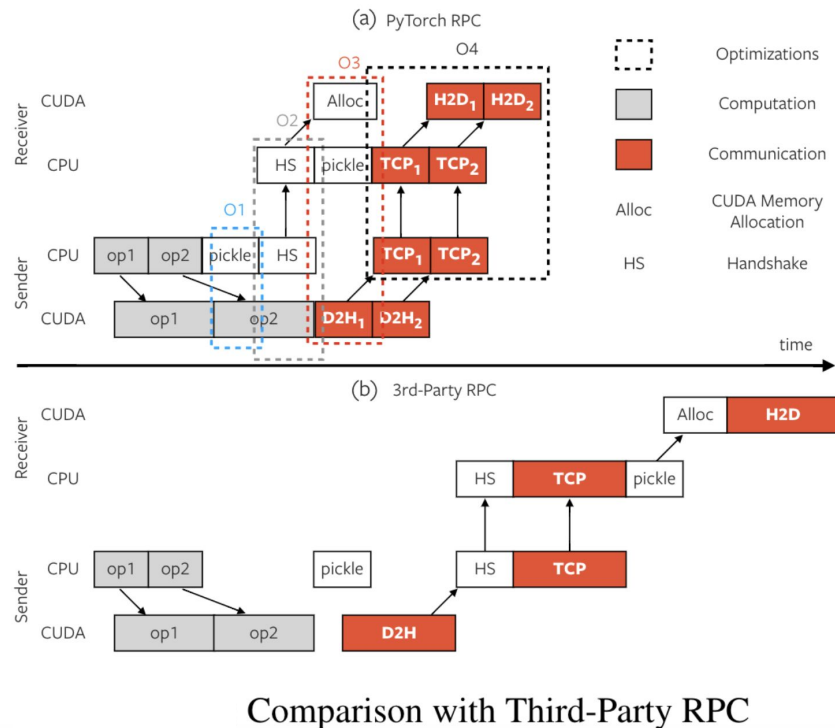 (a) PyTorch RPC
O4
Optimizations
O3
CUDA
Alloc
H2D₁ H2D₂
Computation
Receiver
O2
CPU
HS pickle TCP₁ TCP₂
Communication
O1
Alloc
CUDA Memory
Allocation
CPU
op1 op2 pickle HS
TCP₁ TCP₂
HS
Handshake
Sender
CUDA
op1 op2 D2H₁ D2H₂
time
(b) 3rd-Party RPC
CUDA
Alloc H2D
Receiver
CPU
HS TCP pickle
CPU
op1 op2 pickle HS TCP
Sender
CUDA
op1 op2 D2H
Comparison with Third-Party RPC